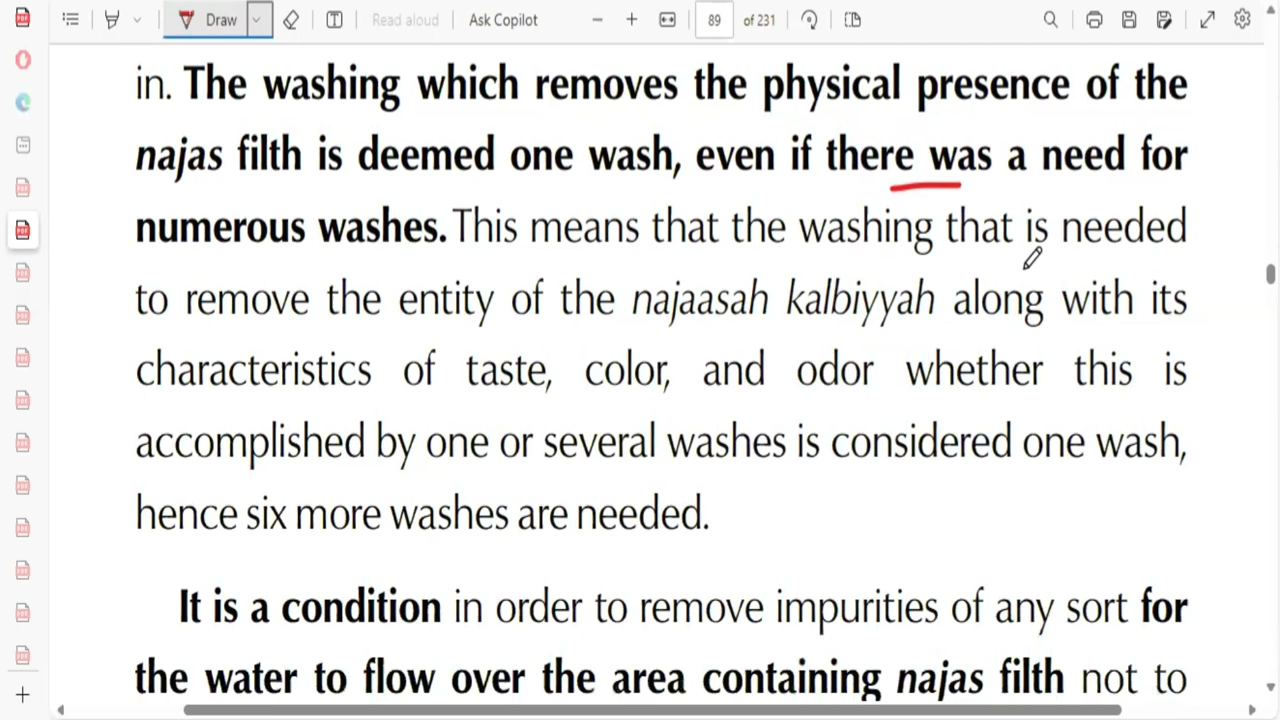 Draw
Read aloud
Ask Copilot
89
of 231
in. The washing which removes the physical presence of the
najas filth is deemed one wash, even if there was a need for
numerous washes. This means that the washing that is needed
to remove the entity of the najaasah kalbiyyah along with its
characteristics of taste, color, and odor whether this is
accomplished by one or several washes is considered one wash,
hence six more washes are needed.
It is a condition in order to remove impurities of any sort for
the water to flow over the area containing najas filth not to